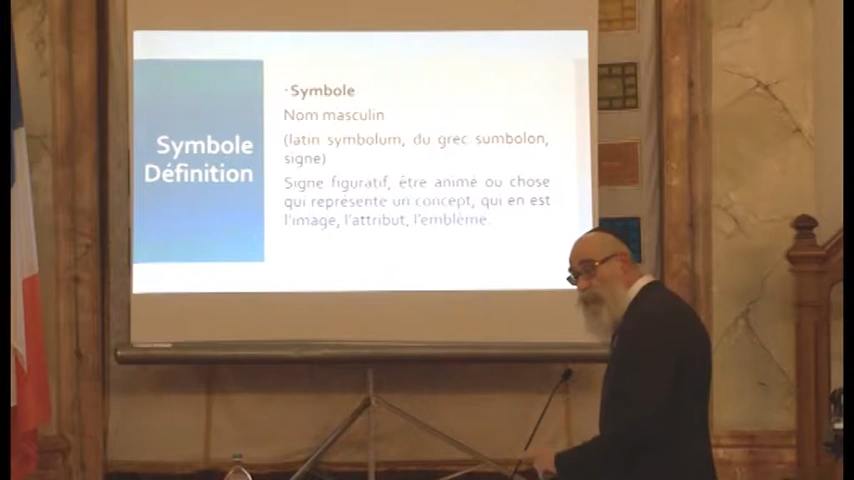 Symbole
Définition
·Symbole
Nom masculin
(latin symbolum, du grec sumbolon,
signe)
Signe figuratif, être animé ou chose
qui représente un concept, qui en est
l'image, l'attribut, l'emblème.